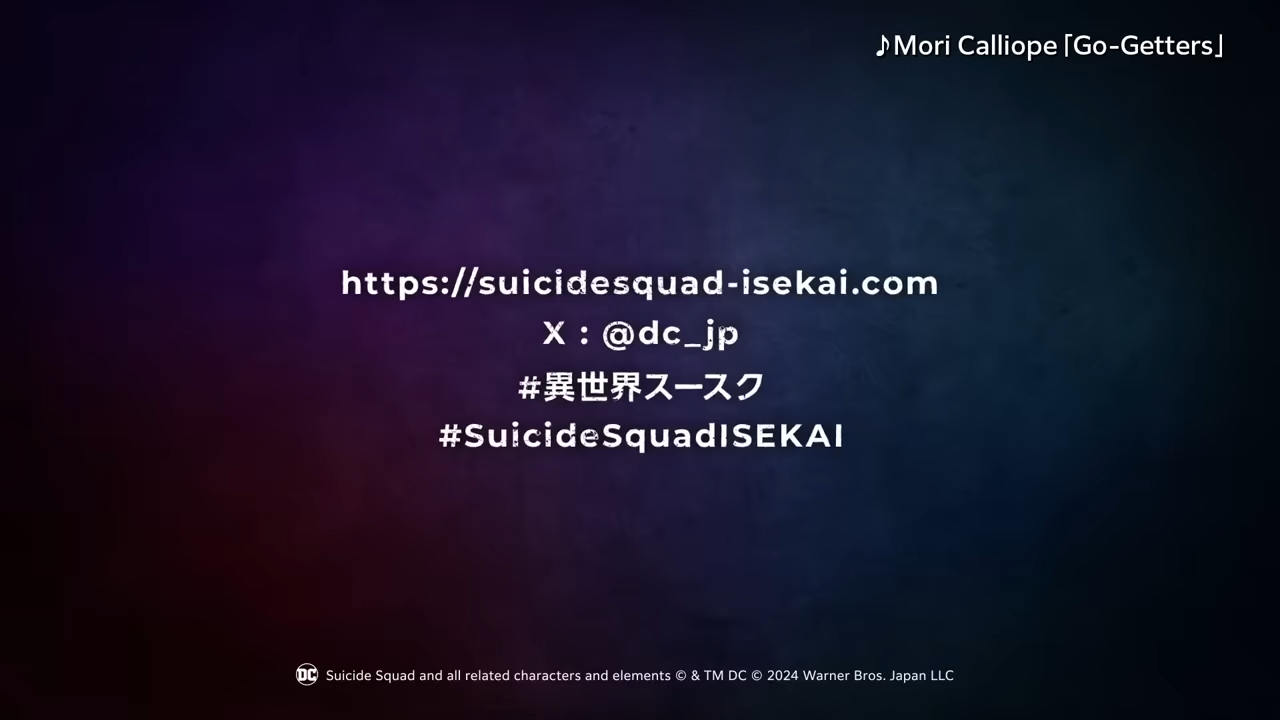 ♪Mori Calliope「Go-Getters」
https://suicidesquad-isekai.com
X : @dc_jp
#異世界スースク
#SuicideSquadISEKAI
DC Suicide Squad and all related characters and elements © & TM DC © 2024 Warner Bros. Japan LLC